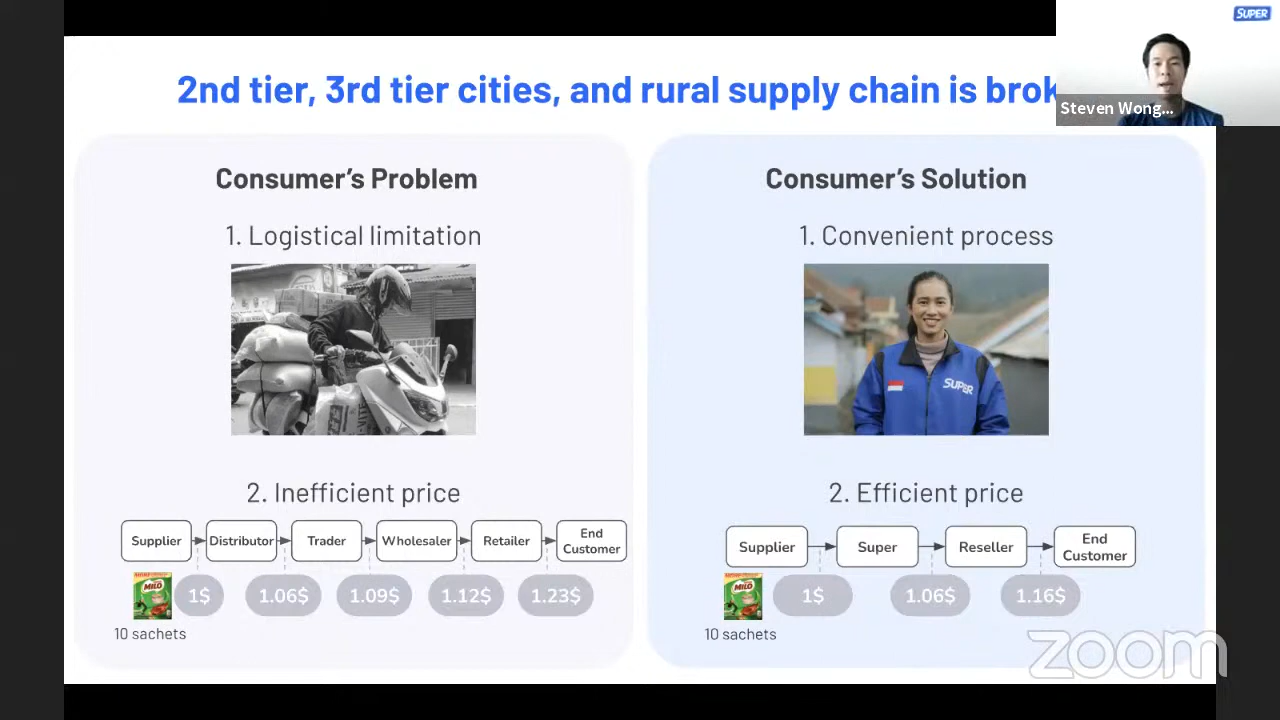 SUPER
Steven Wong...
2nd tier, 3rd tier cities, and rural supply chain is brok
Consumer's Problem
1. Logistical limitation
2. Inefficient price
Supplier
Distributor
Trader
Wholesaler
Retailer
End
Customer
MILO
1$
1.06$
1.09$
1.12$
1.23$
10 sachets
Consumer's Solution
1. Convenient process
SUPER
2. Efficient price
Supplier
Super
Reseller
End
Customer
MILO
1$
1.06$
1.16$
10 sachets
zoom